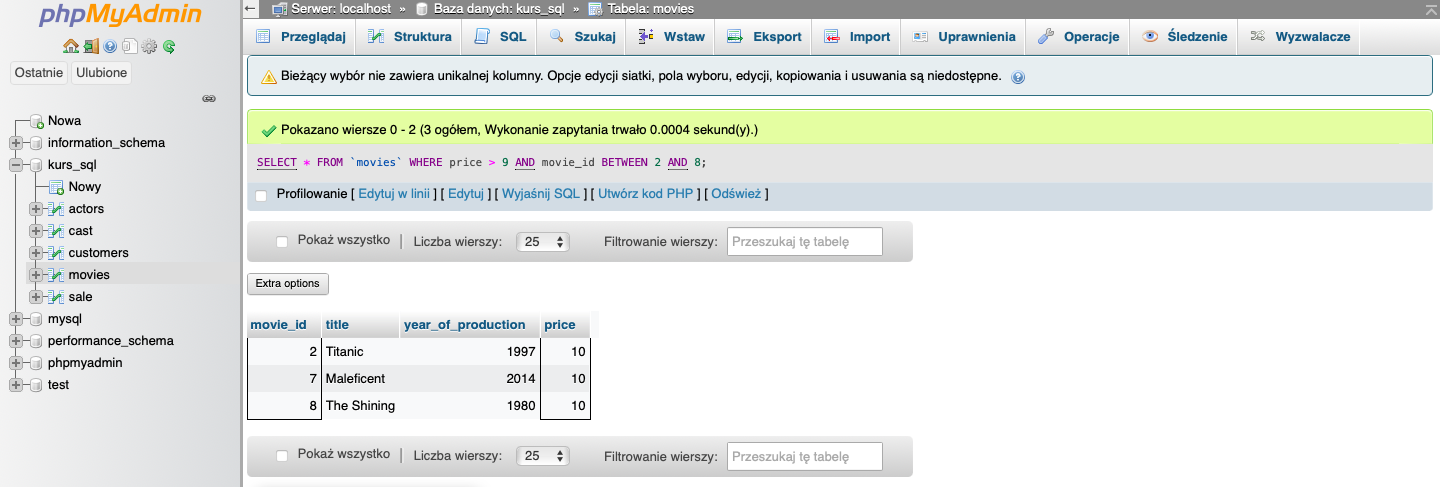 phpMyAdmin
Ostatnie Ulubione
Nowa
information_schema
kurs_sql
Nowy
actors
cast
customers
movies
sale
mysql
performance_schema
phpmyadmin
test
Serwer: localhost » Baza danych: kurs_sql » Tabela: movies
Przeglądaj Struktura SQL Szukaj Wstaw Eksport Import Uprawnienia Operacje Śledzenie Wyzwalacze
Bieżący wybór nie zawiera unikalnej kolumny. Opcje edycji siatki, pola wyboru, edycji, kopiowania i usuwania są niedostępne.
Pokazano wiersze 0 - 2 (3 ogółem, Wykonanie zapytania trwało 0.0004 sekund(y).)
SELECT * FROM `movies` WHERE price > 9 AND movie_id BETWEEN 2 AND 8;
Profilowanie [ Edytuj w linii ] [ Edytuj ] [ Wyjaśnij SQL ] [ Utwórz kod PHP ] [ Odśwież ]
Pokaż wszystko | Liczba wierszy: 25 Filtrowanie wierszy: Przeszukaj tę tabelę
Extra options
movie_id title year_of_production price
2 Titanic 1997 10
7 Maleficent 2014 10
8 The Shining 1980 10
Pokaż wszystko | Liczba wierszy: 25 Filtrowanie wierszy: Przeszukaj tę tabelę